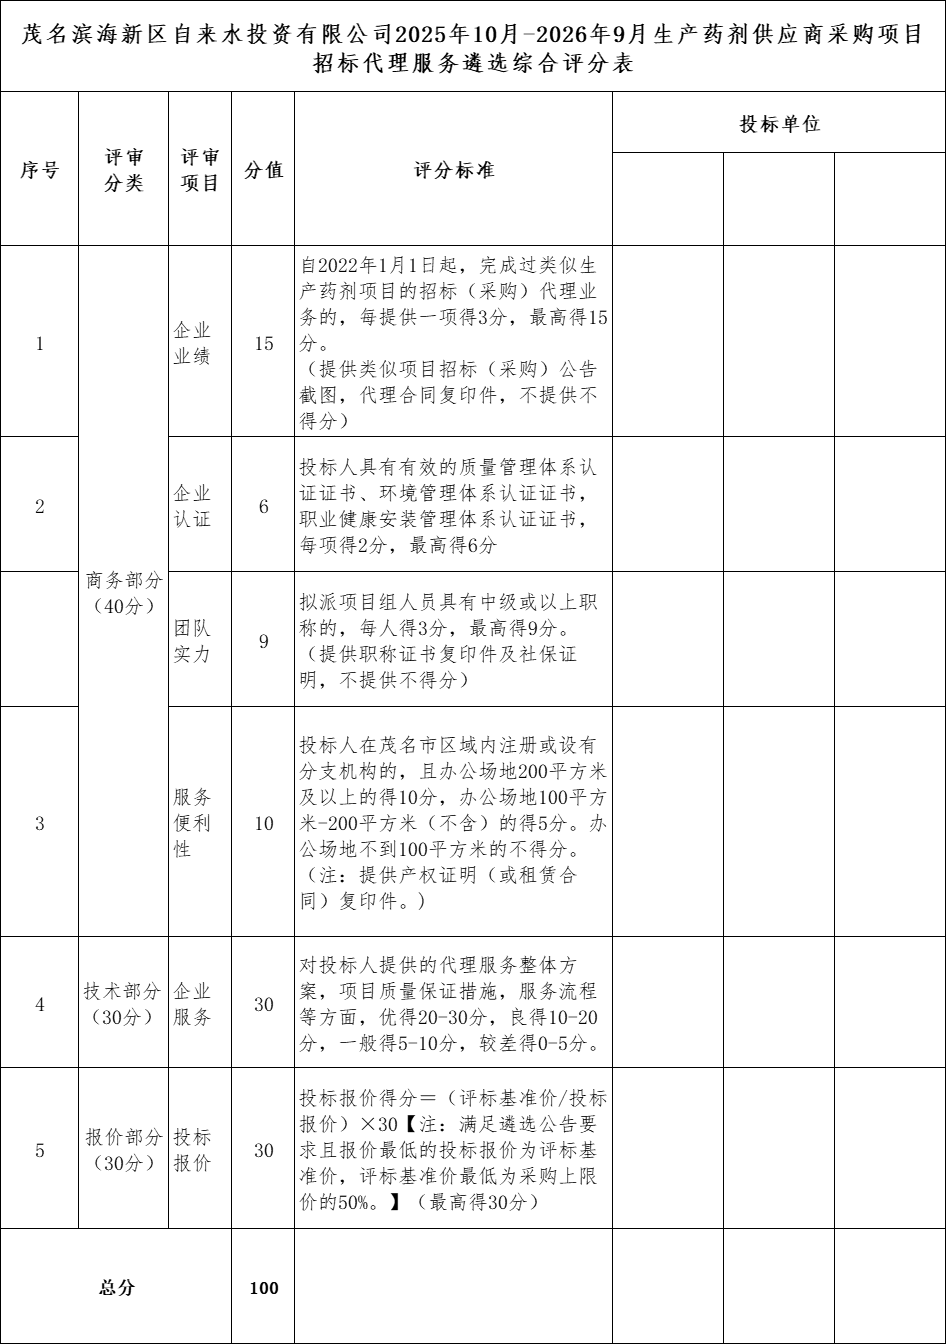 茂名滨海新区自来水投资有限公司2025年10月-2026年9月生产药剂供应商采购项目
招标代理服务遴选综合评分表
序号
评审
分类
评审
项目
分值
评分标准
投标单位
1
商务部分
（40分）
企业
业绩
15
自2022年1月1日起，完成过类似生
产药剂项目的招标（采购）代理业
务的，每提供一项得3分，最高得15
分。
（提供类似项目招标（采购）公告
截图，代理合同复印件，不提供不
得分）
2
企业
认证
6
投标人具有有效的质量管理体系认
证证书、环境管理体系认证证书，
职业健康安装管理体系认证证书，
每项得2分，最高得6分
团队
实力
9
拟派项目组人员具有中级或以上职
称的，每人得3分，最高得9分。
（提供职称证书复印件及社保证
明，不提供不得分）
3
服务
便利
性
10
投标人在茂名市区域内注册或设有
分支机构的，且办公场地200平方米
及以上的得10分，办公场地100平方
米-200平方米（不含）的得5分。办
公场地不到100平方米的不得分。
（注：提供产权证明（或租赁合
同）复印件。)
4
技术部分
（30分）
企业
服务
30
对投标人提供的代理服务整体方
案，项目质量保证措施，服务流程
等方面，优得20-30分，良得10-20
分，一般得5-10分，较差得0-5分。
5
报价部分
（30分）
投标
报价
30
投标报价得分＝（评标基准价/投标
报价）×30【注：满足遴选公告要
求且报价最低的投标报价为评标基
准价，评标基准价最低为采购上限
价的50%。】（最高得30分）
总分
100